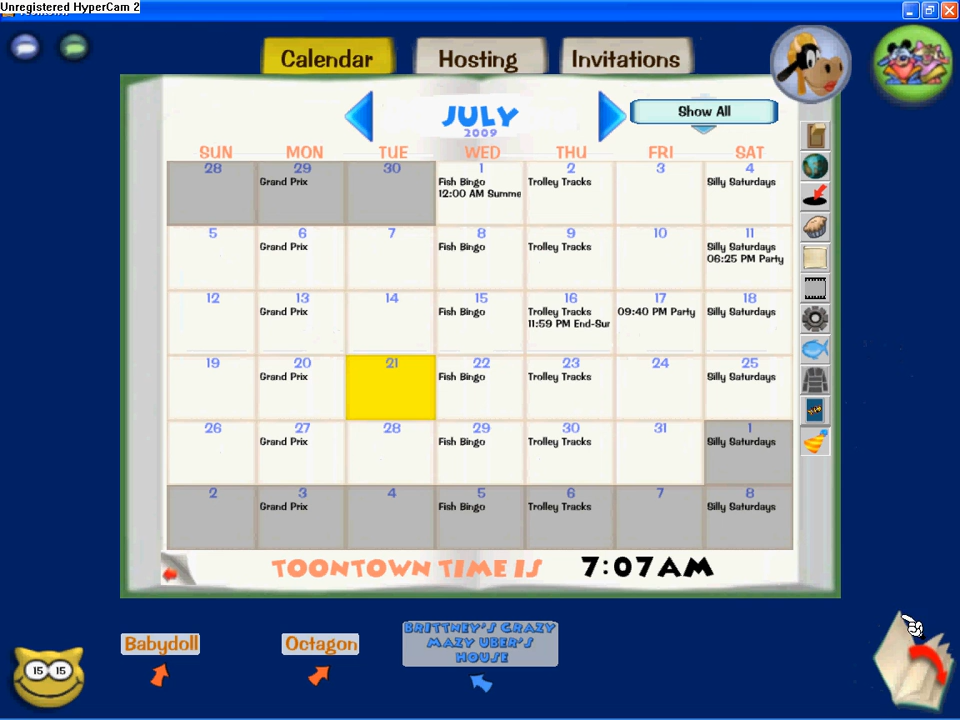 Unregistered HyperCam 2
Calendar Hosting Invitations
JULY
2009
Show All
SUN MON TUE WED THU FRI SAT
28 29 30 1 2 3 4
Grand Prix Fish Bingo Trolley Tracks Silly Saturdays
12:00 AM Summe
5 6 7 8 9 10 11
Grand Prix Fish Bingo Trolley Tracks Silly Saturdays
06:25 PM Party
12 13 14 15 16 17 18
Grand Prix Fish Bingo Trolley Tracks 09:40 PM Party Silly Saturdays
11:59 PM End-Sur
19 20 21 22 23 24 25
Grand Prix Fish Bingo Trolley Tracks Silly Saturdays
26 27 28 29 30 31 1
Grand Prix Fish Bingo Trolley Tracks Silly Saturdays
2 3 4 5 6 7 8
Grand Prix Fish Bingo Trolley Tracks Silly Saturdays
TOONTOWN TIME IS 7:07AM
Babydoll Octagon
BRITTNEY'S CRAZY
MAZY UBER'S
HOUSE
15 15